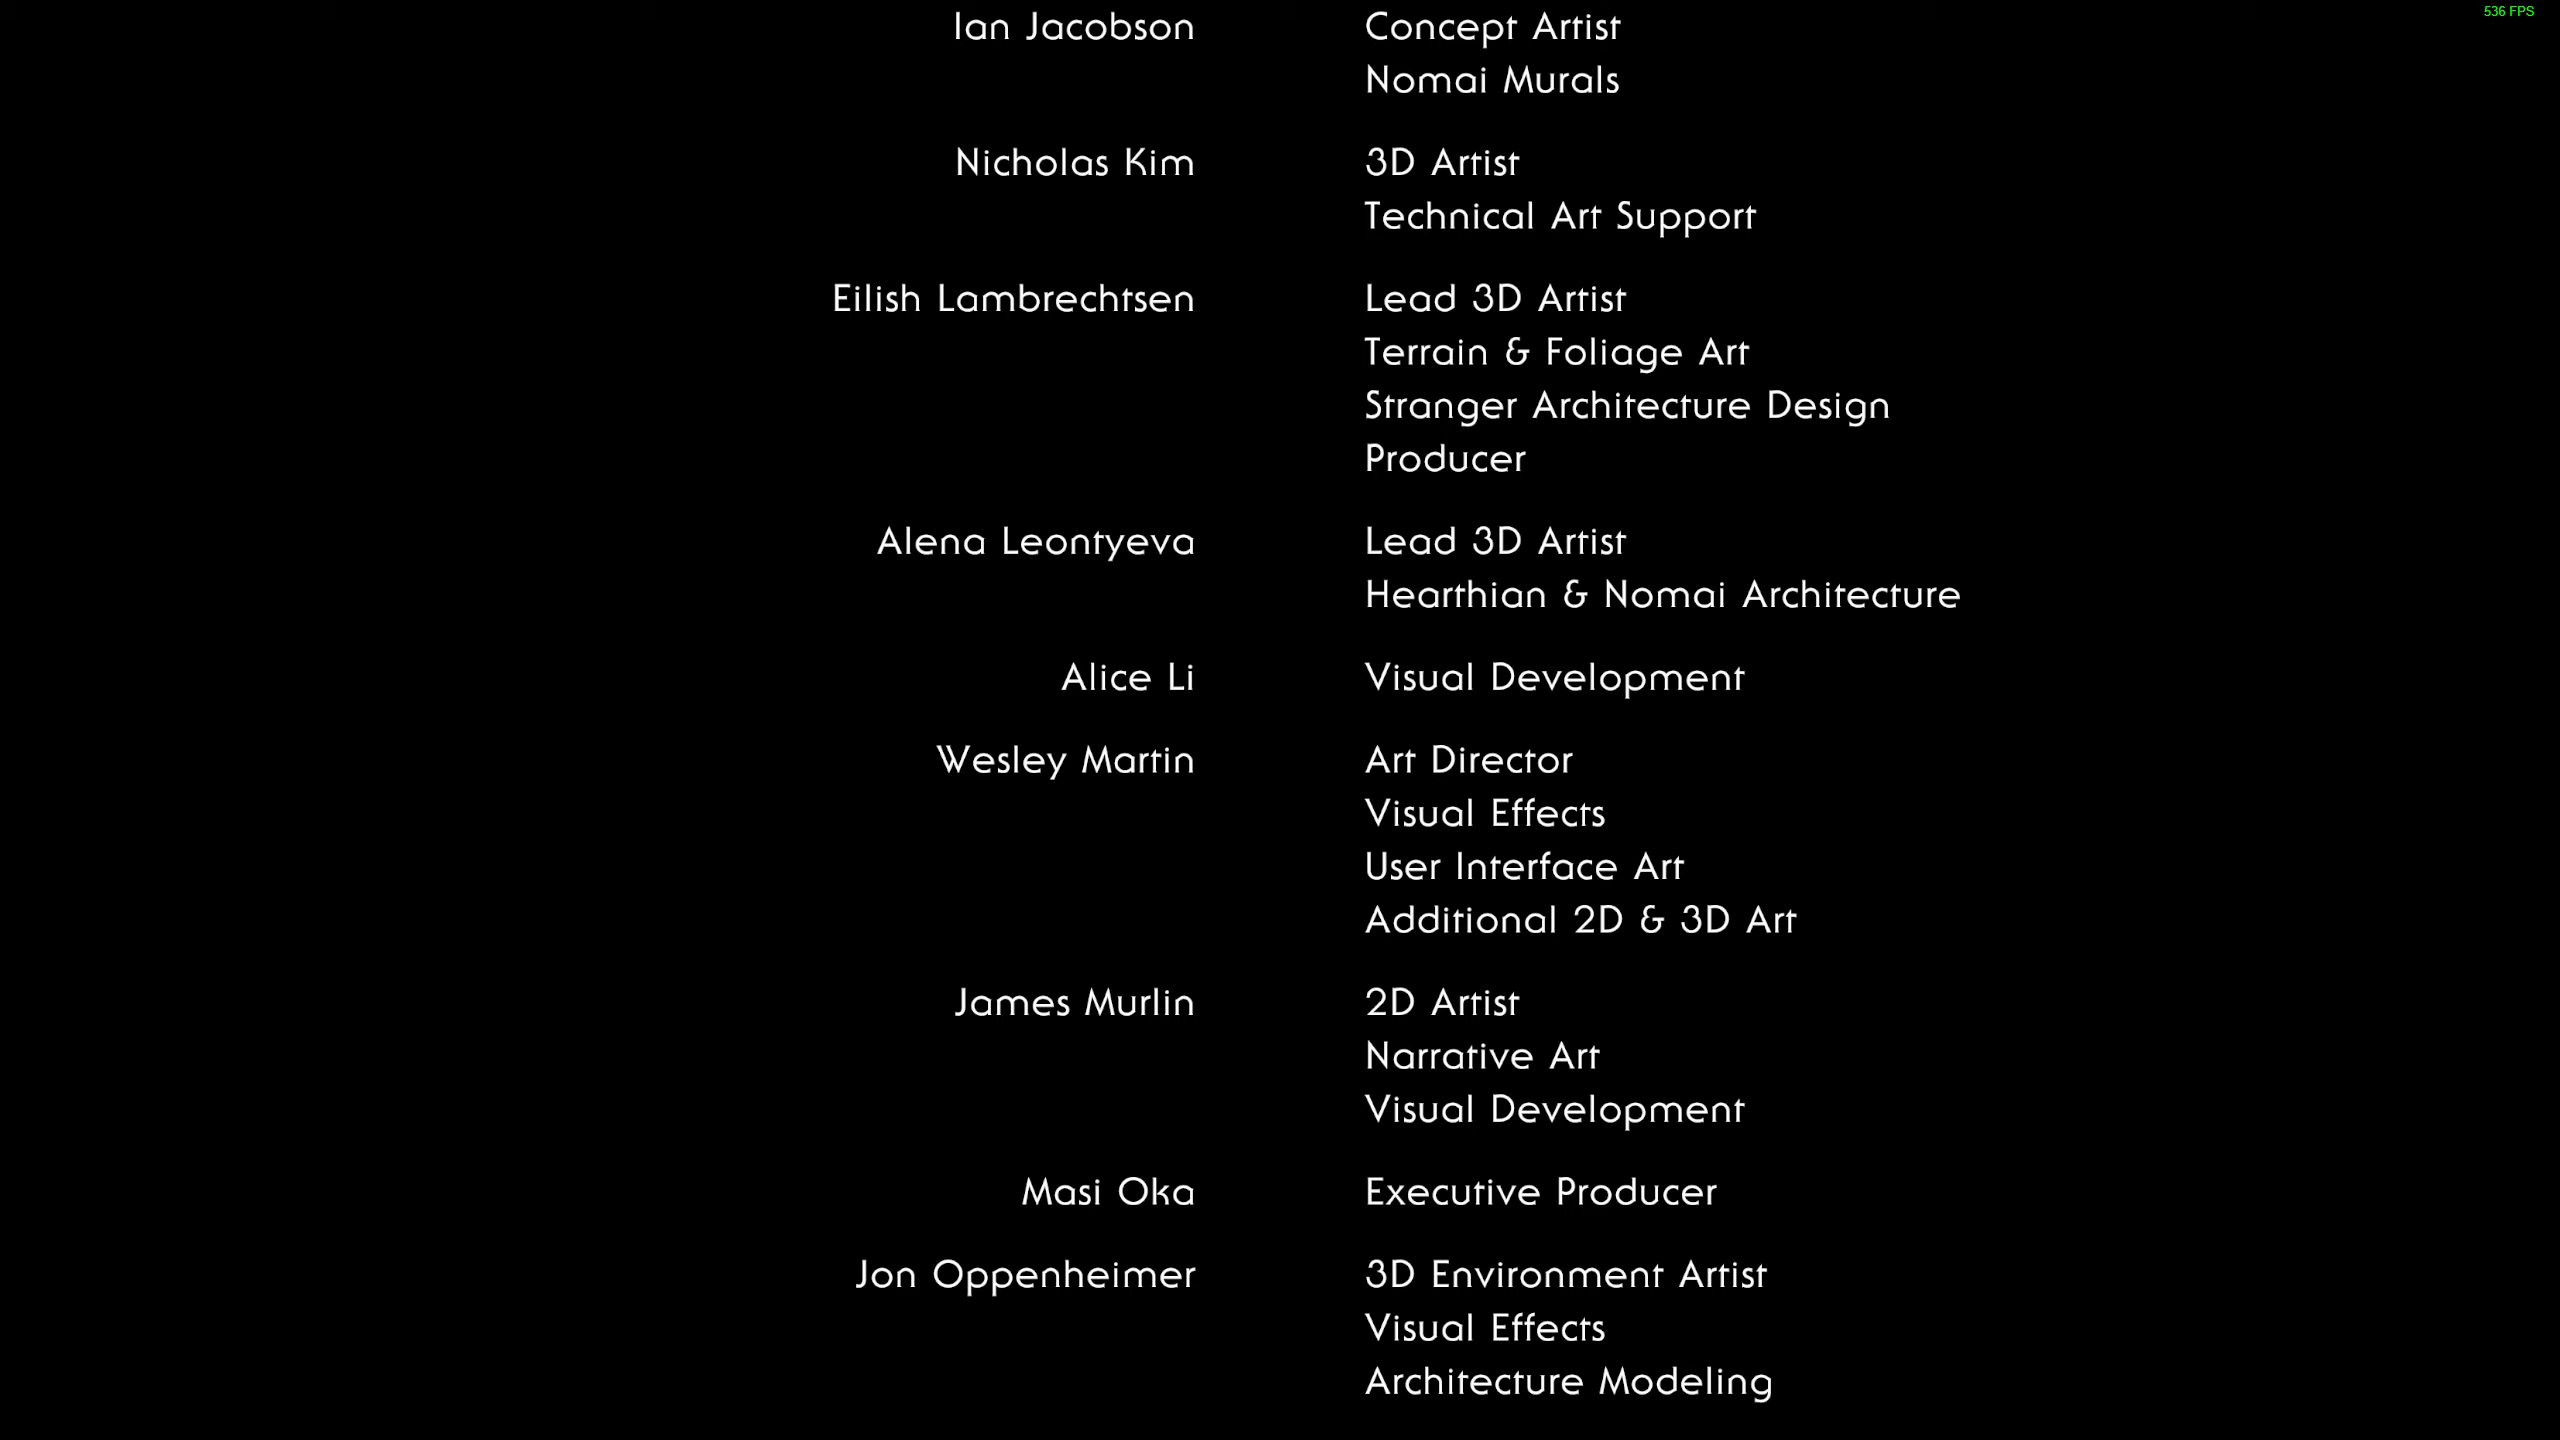 536 FPS
Ian Jacobson Concept Artist
Nomai Murals
Nicholas Kim 3D Artist
Technical Art Support
Eilish Lambrechtsen Lead 3D Artist
Terrain & Foliage Art
Stranger Architecture Design
Producer
Alena Leontyeva Lead 3D Artist
Hearthian & Nomai Architecture
Alice Li Visual Development
Wesley Martin Art Director
Visual Effects
User Interface Art
Additional 2D & 3D Art
James Murlin 2D Artist
Narrative Art
Visual Development
Masi Oka Executive Producer
Jon Oppenheimer 3D Environment Artist
Visual Effects
Architecture Modeling